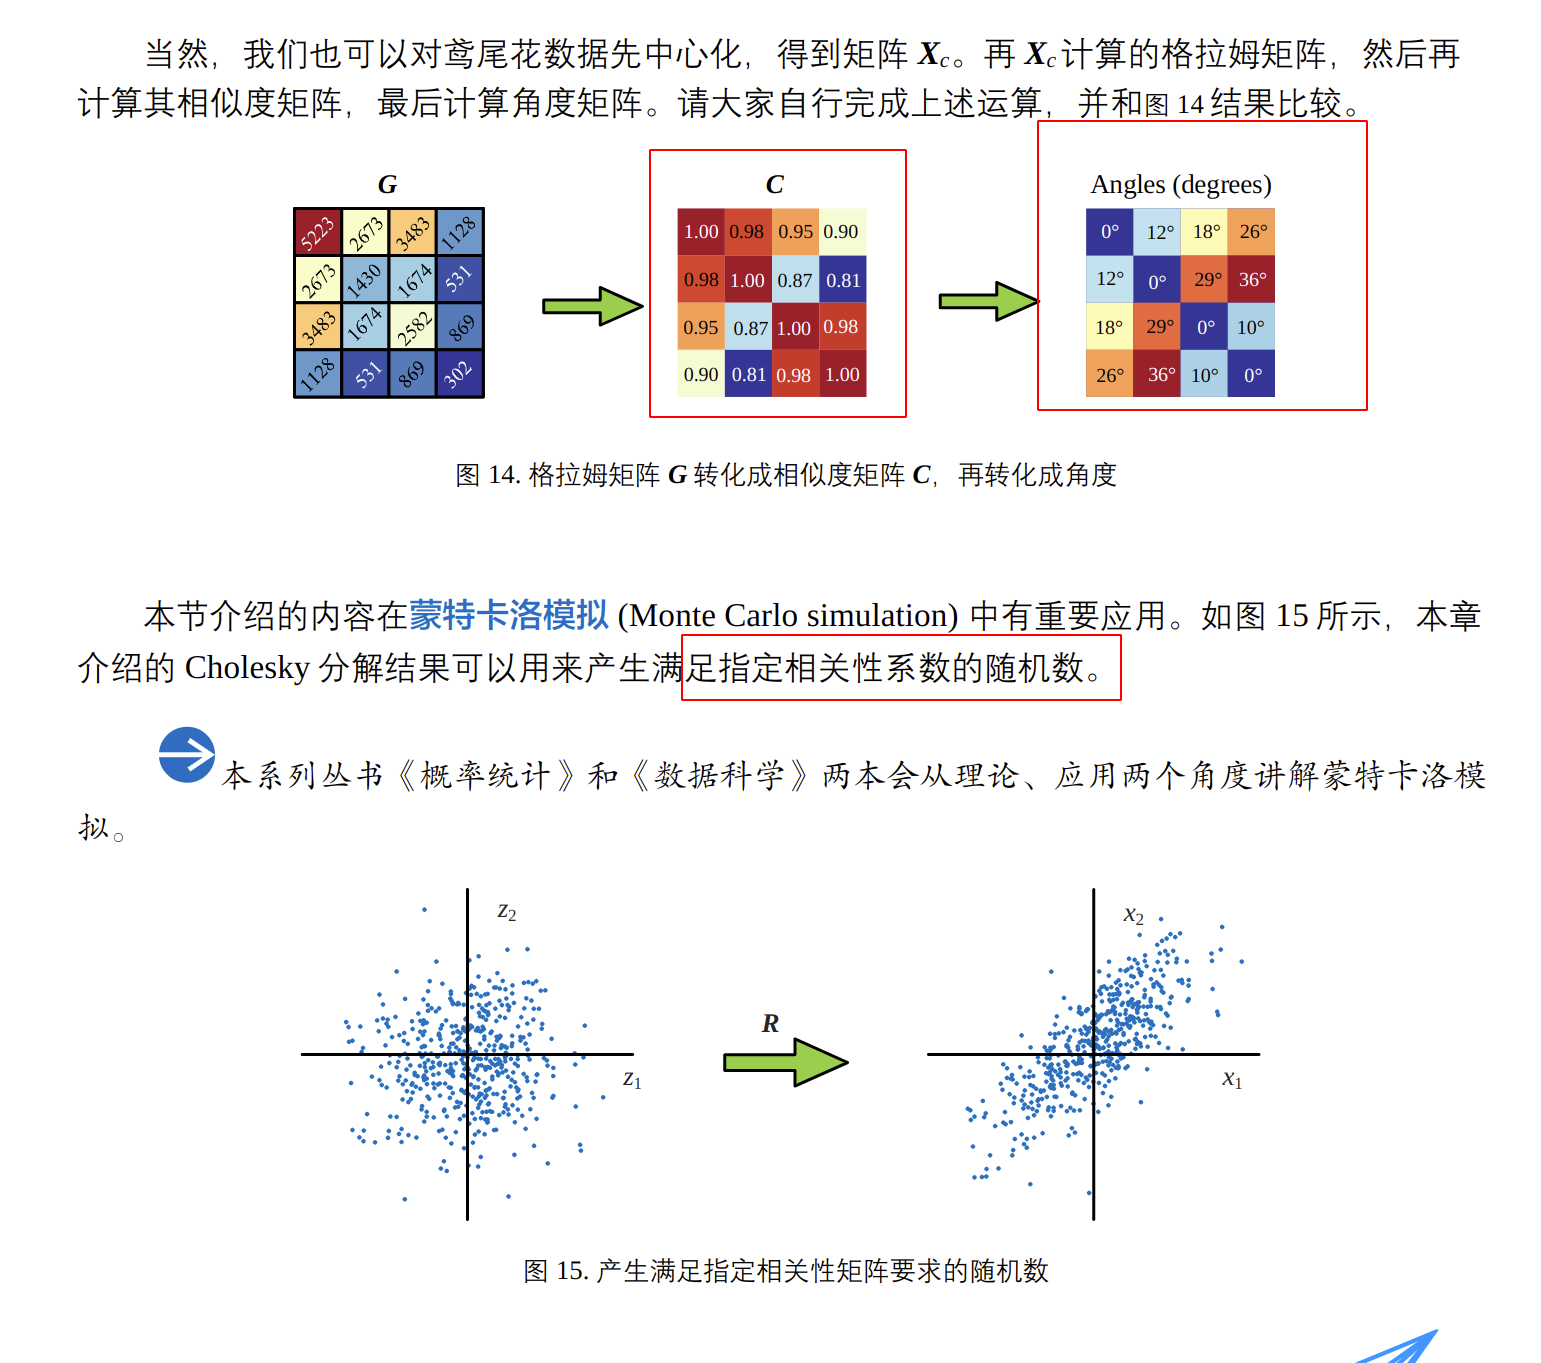 当然，我们也可以对鸢尾花数据先中心化，得到矩阵 Xc。再 Xc 计算的格拉姆矩阵，然后再
计算其相似度矩阵，最后计算角度矩阵。请大家自行完成上述运算，并和图 14 结果比较。
G
C
Angles (degrees)
5223 2673 3483 1128
2673 1430 1674 531
3483 1674 2582 869
1128 531 869 302
1.00 0.98 0.95 0.90
0.98 1.00 0.87 0.81
0.95 0.87 1.00 0.98
0.90 0.81 0.98 1.00
0° 12° 18° 26°
12° 0° 29° 36°
18° 29° 0° 10°
26° 36° 10° 0°
图 14. 格拉姆矩阵 G 转化成相似度矩阵 C，再转化成角度
本节介绍的内容在蒙特卡洛模拟 (Monte Carlo simulation) 中有重要应用。如图 15 所示，本章
介绍的 Cholesky 分解结果可以用来产生满足指定相关性系数的随机数。
本系列丛书《概率统计》和《数据科学》两本会从理论、应用两个角度讲解蒙特卡洛模
拟。
z2
z1
R
x2
x1
图 15. 产生满足指定相关性矩阵要求的随机数